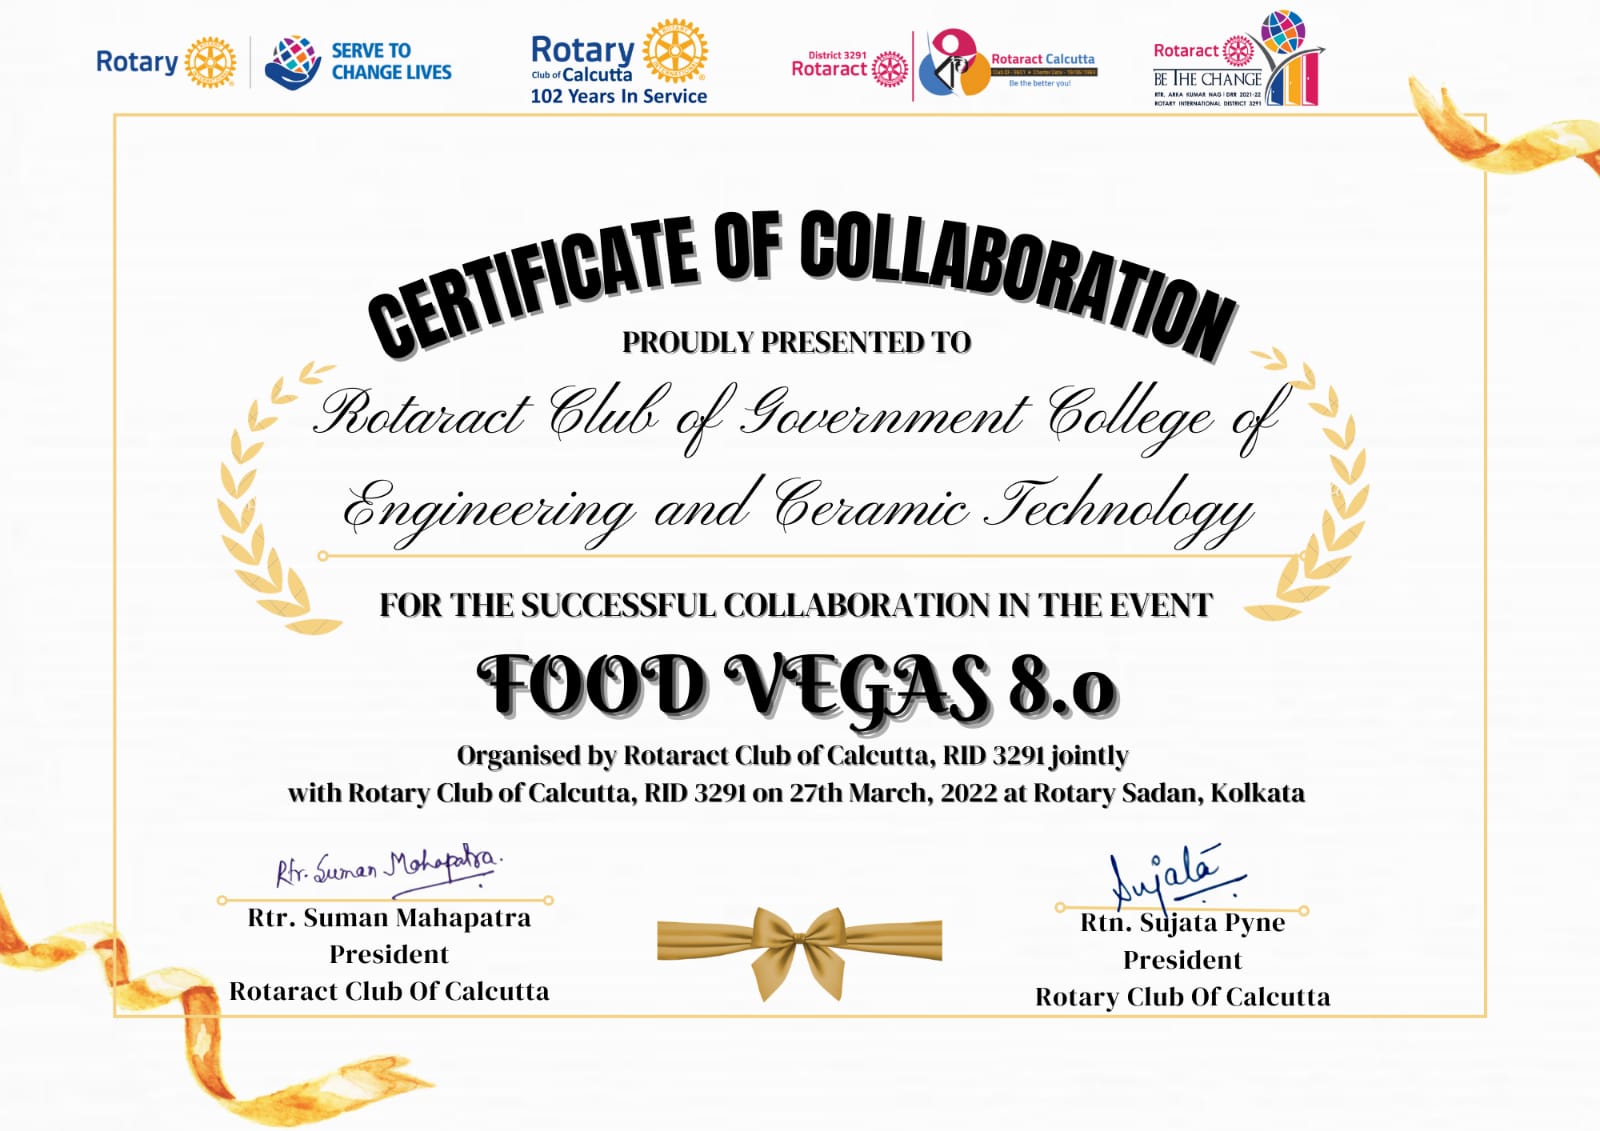 Rotary
SERVE TO
CHANGE LIVES
Rotary
Club of Calcutta
102 Years In Service
District 3291
Rotaract
Rotaract Calcutta
Be the better you!
Rotaract
BE THE CHANGE
RTR. ARKA KUMAR NAG | DRR 2021-22
ROTARY INTERNATIONAL DISTRICT 3291
CERTIFICATE OF COLLABORATION
PROUDLY PRESENTED TO
Rotaract Club of Government College of
Engineering and Ceramic Technology
FOR THE SUCCESSFUL COLLABORATION IN THE EVENT
FOOD VEGAS 8.0
Organised by Rotaract Club of Calcutta, RID 3291 jointly
with Rotary Club of Calcutta, RID 3291 on 27th March, 2022 at Rotary Sadan, Kolkata
Rtr. Suman Mahapatra.
Rtr. Suman Mahapatra
President
Rotaract Club Of Calcutta
Sujata
Rtn. Sujata Pyne
President
Rotary Club Of Calcutta